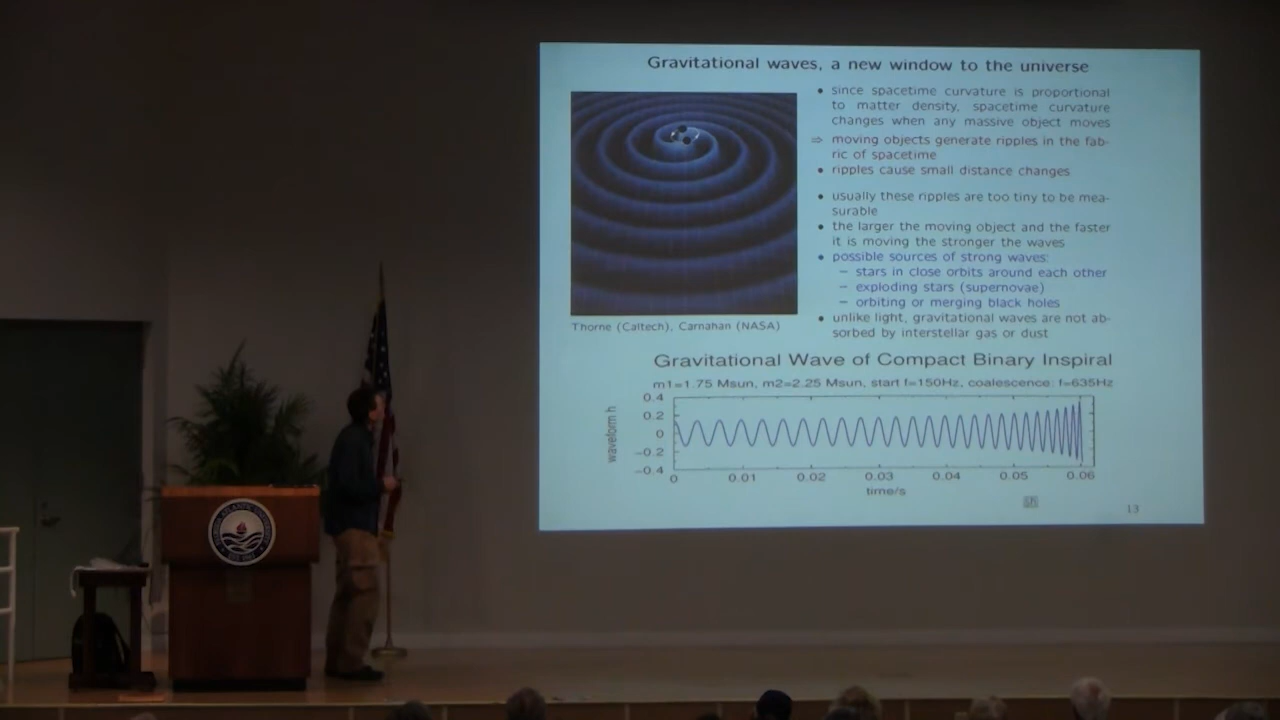 Gravitational waves, a new window to the universe
• since spacetime curvature is proportional
to matter density, spacetime curvature
changes when any massive object moves
⇒ moving objects generate ripples in the fab-
ric of spacetime
• ripples cause small distance changes
• usually these ripples are too tiny to be mea-
surable
• the larger the moving object and the faster
it is moving the stronger the waves
• possible sources of strong waves:
– stars in close orbits around each other
– exploding stars (supernovae)
– orbiting or merging black holes
• unlike light, gravitational waves are not ab-
sorbed by interstellar gas or dust
Thorne (Caltech), Carnahan (NASA)
Gravitational Wave of Compact Binary Inspiral
m1=1.75 Msun, m2=2.25 Msun, start f=150Hz, coalescence: f=635Hz
waveform h
0.4
0.2
0
−0.2
−0.4
0 0.01 0.02 0.03 0.04 0.05 0.06
time/s
13